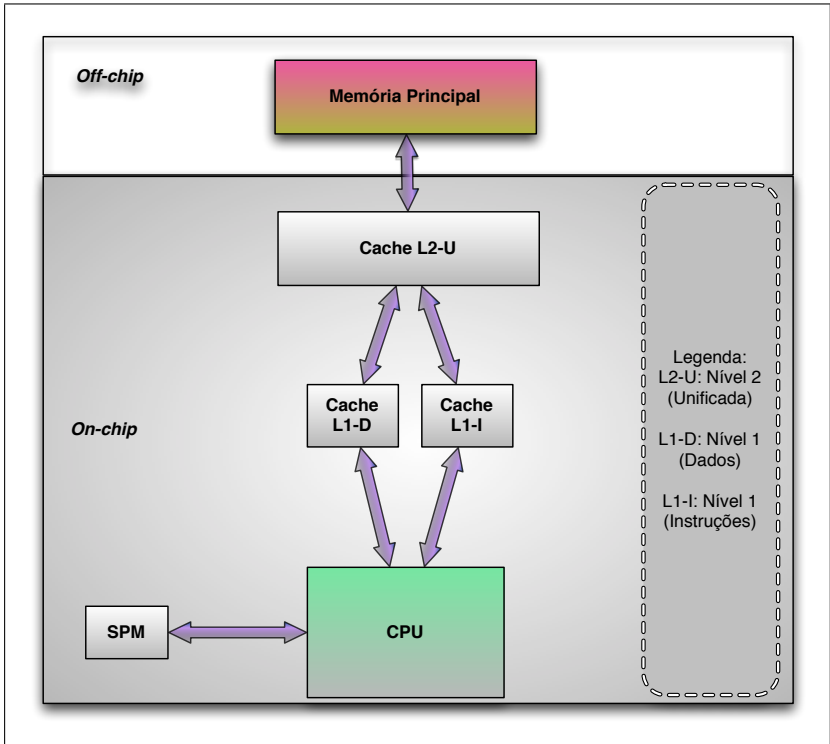 Off-chip
Memória Principal
Cache L2-U
Cache
L1-D
Cache
L1-I
On-chip
Legenda:
L2-U: Nível 2
(Unificada)
L1-D: Nível 1
(Dados)
L1-I: Nível 1
(Instruções)
SPM
CPU